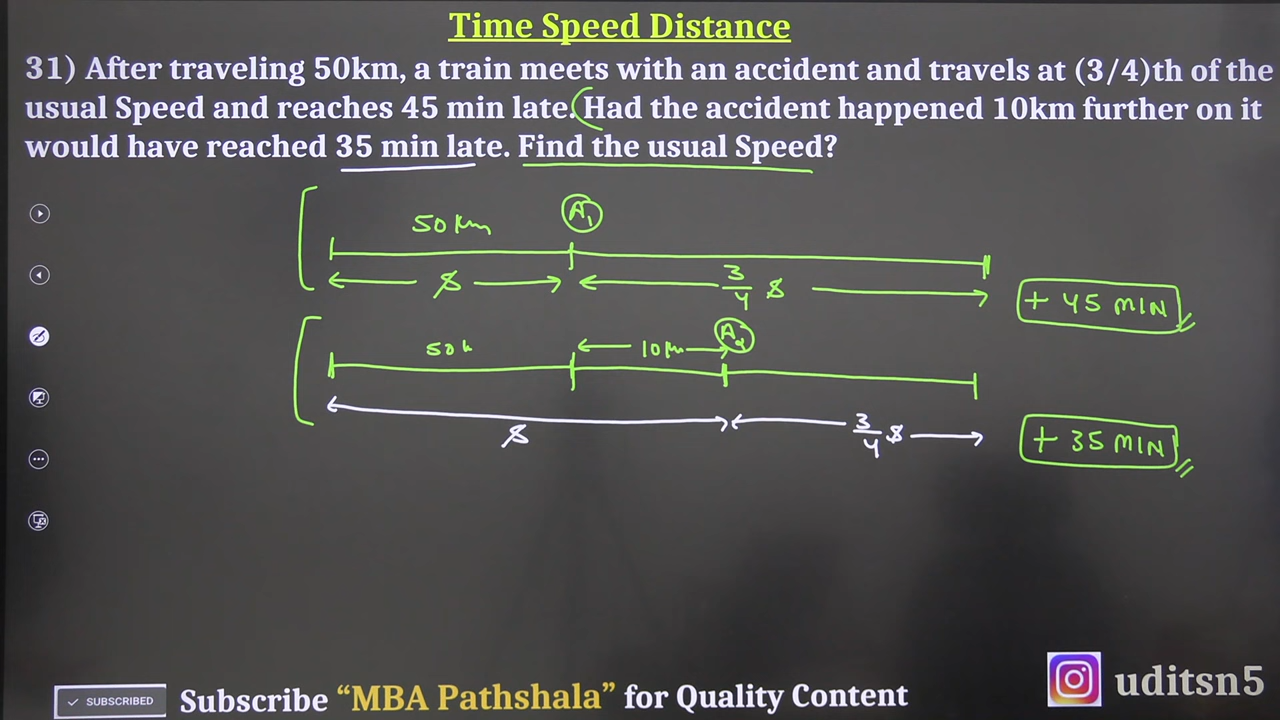 Time Speed Distance
31) After traveling 50km, a train meets with an accident and travels at (3/4)th of the
usual Speed and reaches 45 min late. Had the accident happened 10km further on it
would have reached 35 min late. Find the usual Speed?
50 km A1
S 3/4 S + 45 MIN
50k 10km A2
S 3/4 S + 35 MIN
SUBSCRIBED Subscribe “MBA Pathshala” for Quality Content
uditsn5